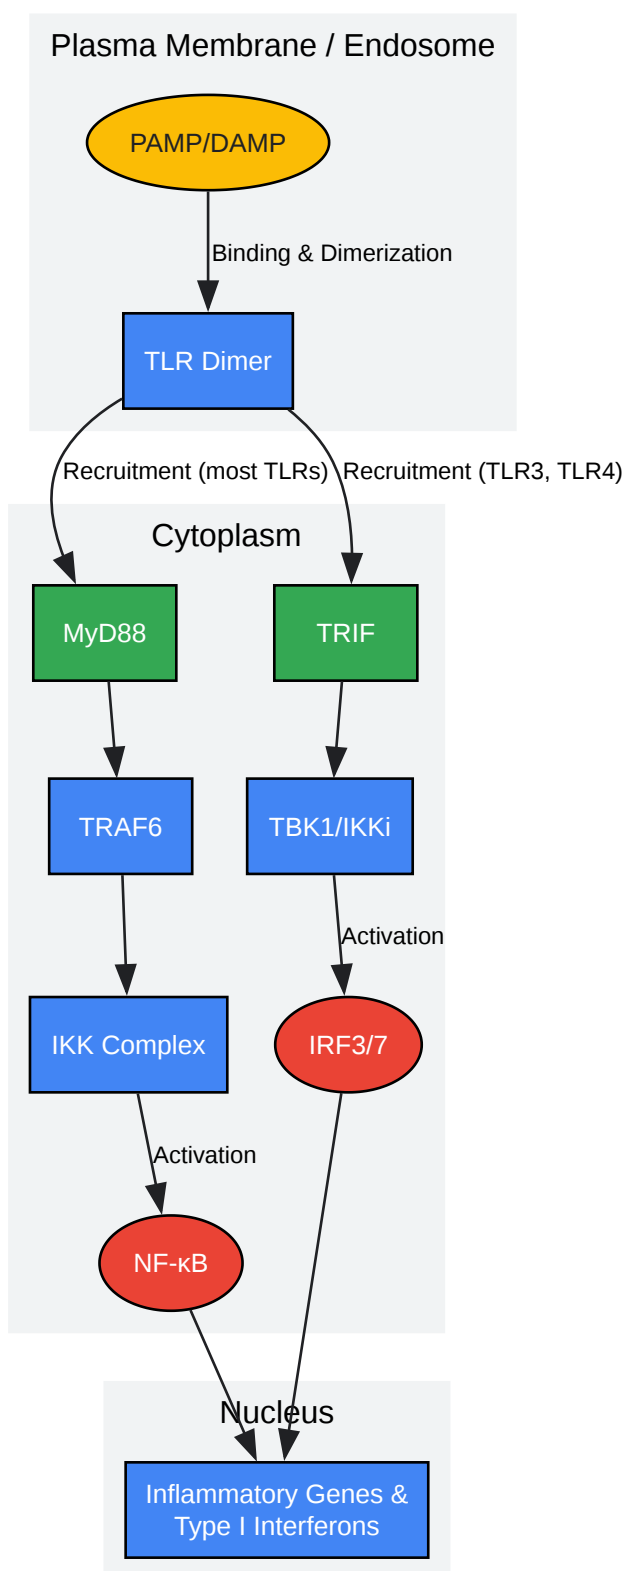 Plasma Membrane / Endosome
PAMP/DAMP
Binding & Dimerization
TLR Dimer
Recruitment (most TLRs)
Recruitment (TLR3, TLR4)
Cytoplasm
MyD88
TRIF
TRAF6
TBK1/IKKi
Activation
IKK Complex
IRF3/7
Activation
NF-κB
Nucleus
Inflammatory Genes &
Type I Interferons